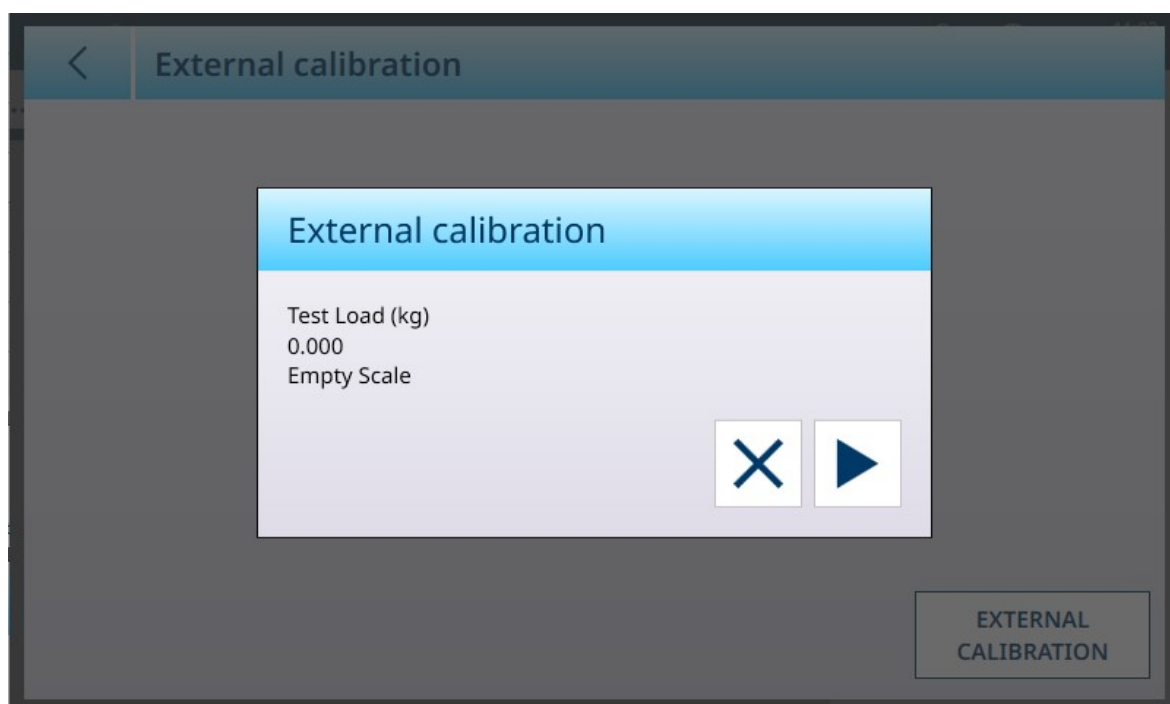 External calibration
External calibration
Test Load (kg)
0.000
Empty Scale
EXTERNAL
CALIBRATION